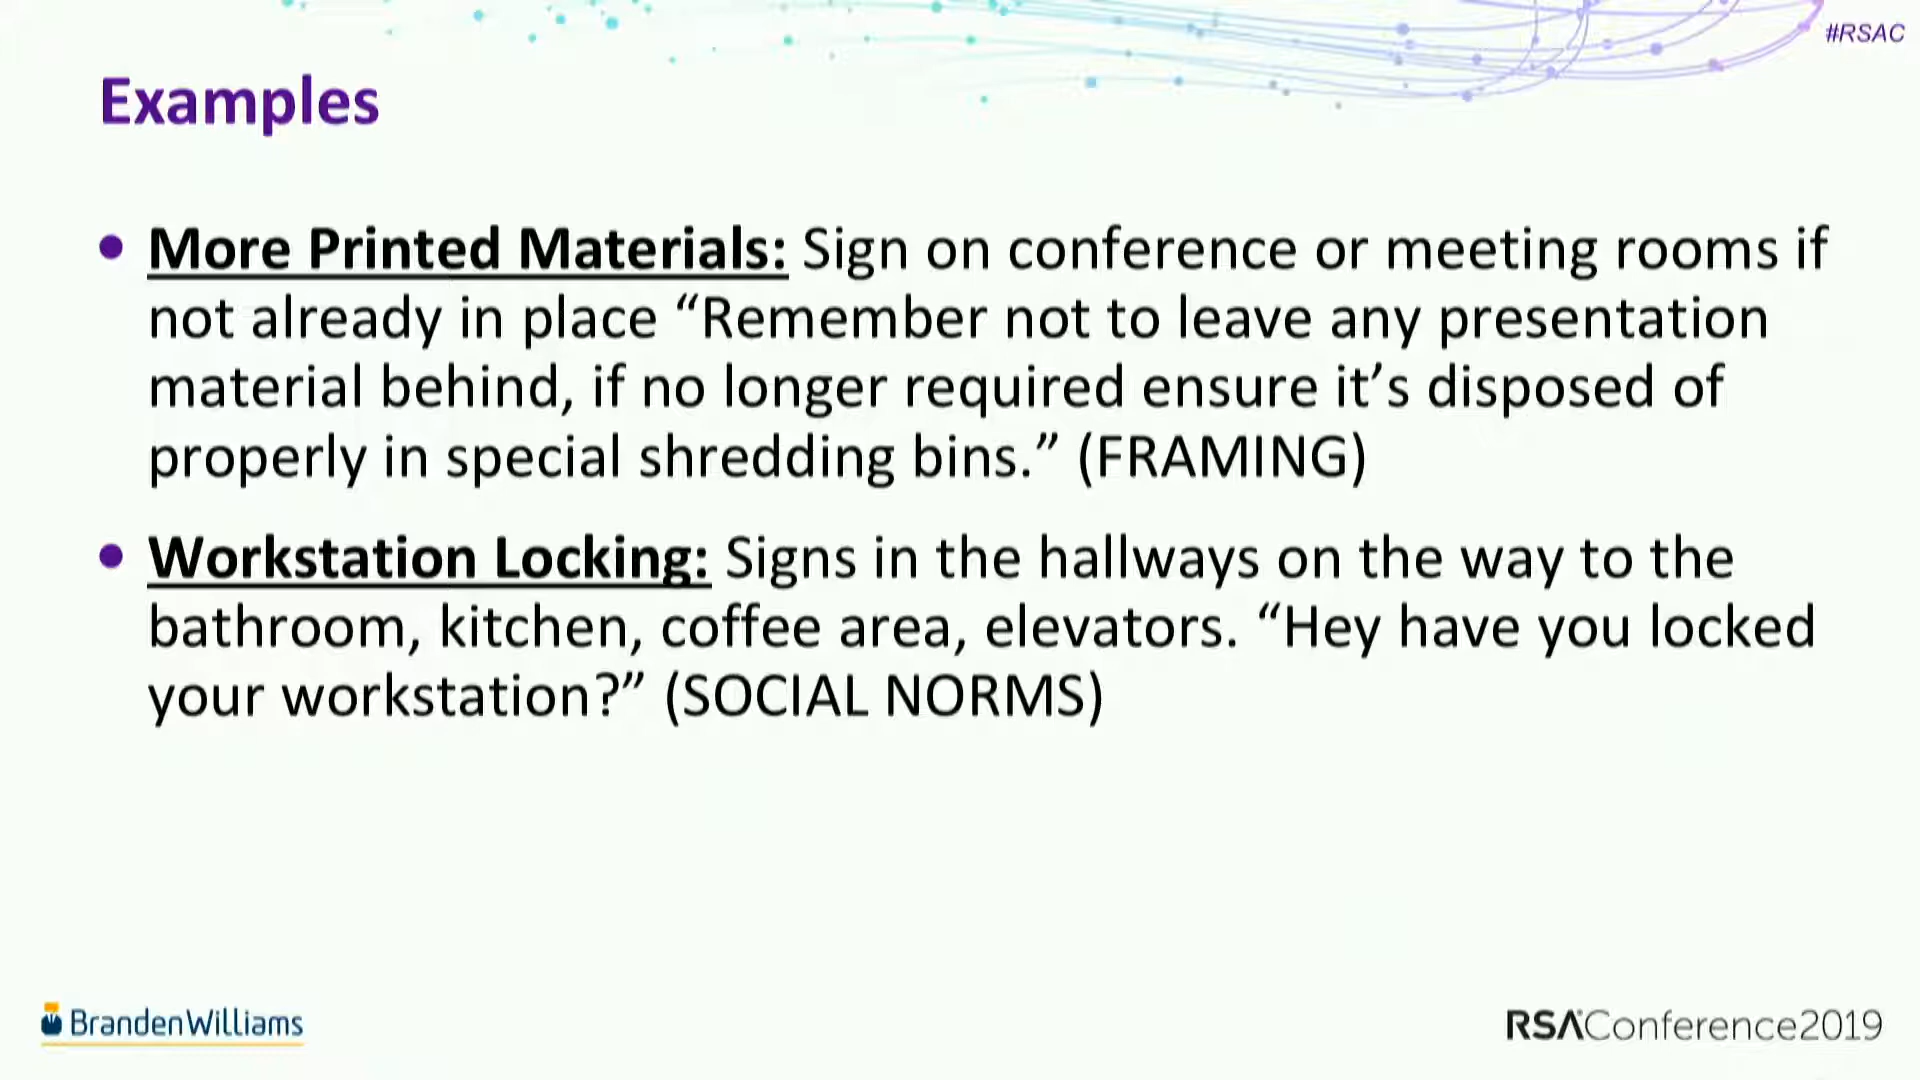 #RSAC
Examples
• More Printed Materials: Sign on conference or meeting rooms if
not already in place “Remember not to leave any presentation
material behind, if no longer required ensure it’s disposed of
properly in special shredding bins.” (FRAMING)
• Workstation Locking: Signs in the hallways on the way to the
bathroom, kitchen, coffee area, elevators. “Hey have you locked
your workstation?” (SOCIAL NORMS)
BrandenWilliams
RSAConference2019